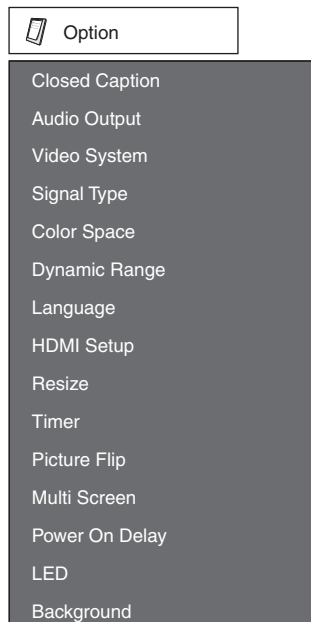 Option
Closed Caption
Audio Output
Video System
Signal Type
Color Space
Dynamic Range
Language
HDMI Setup
Resize
Timer
Picture Flip
Multi Screen
Power On Delay
LED
Background